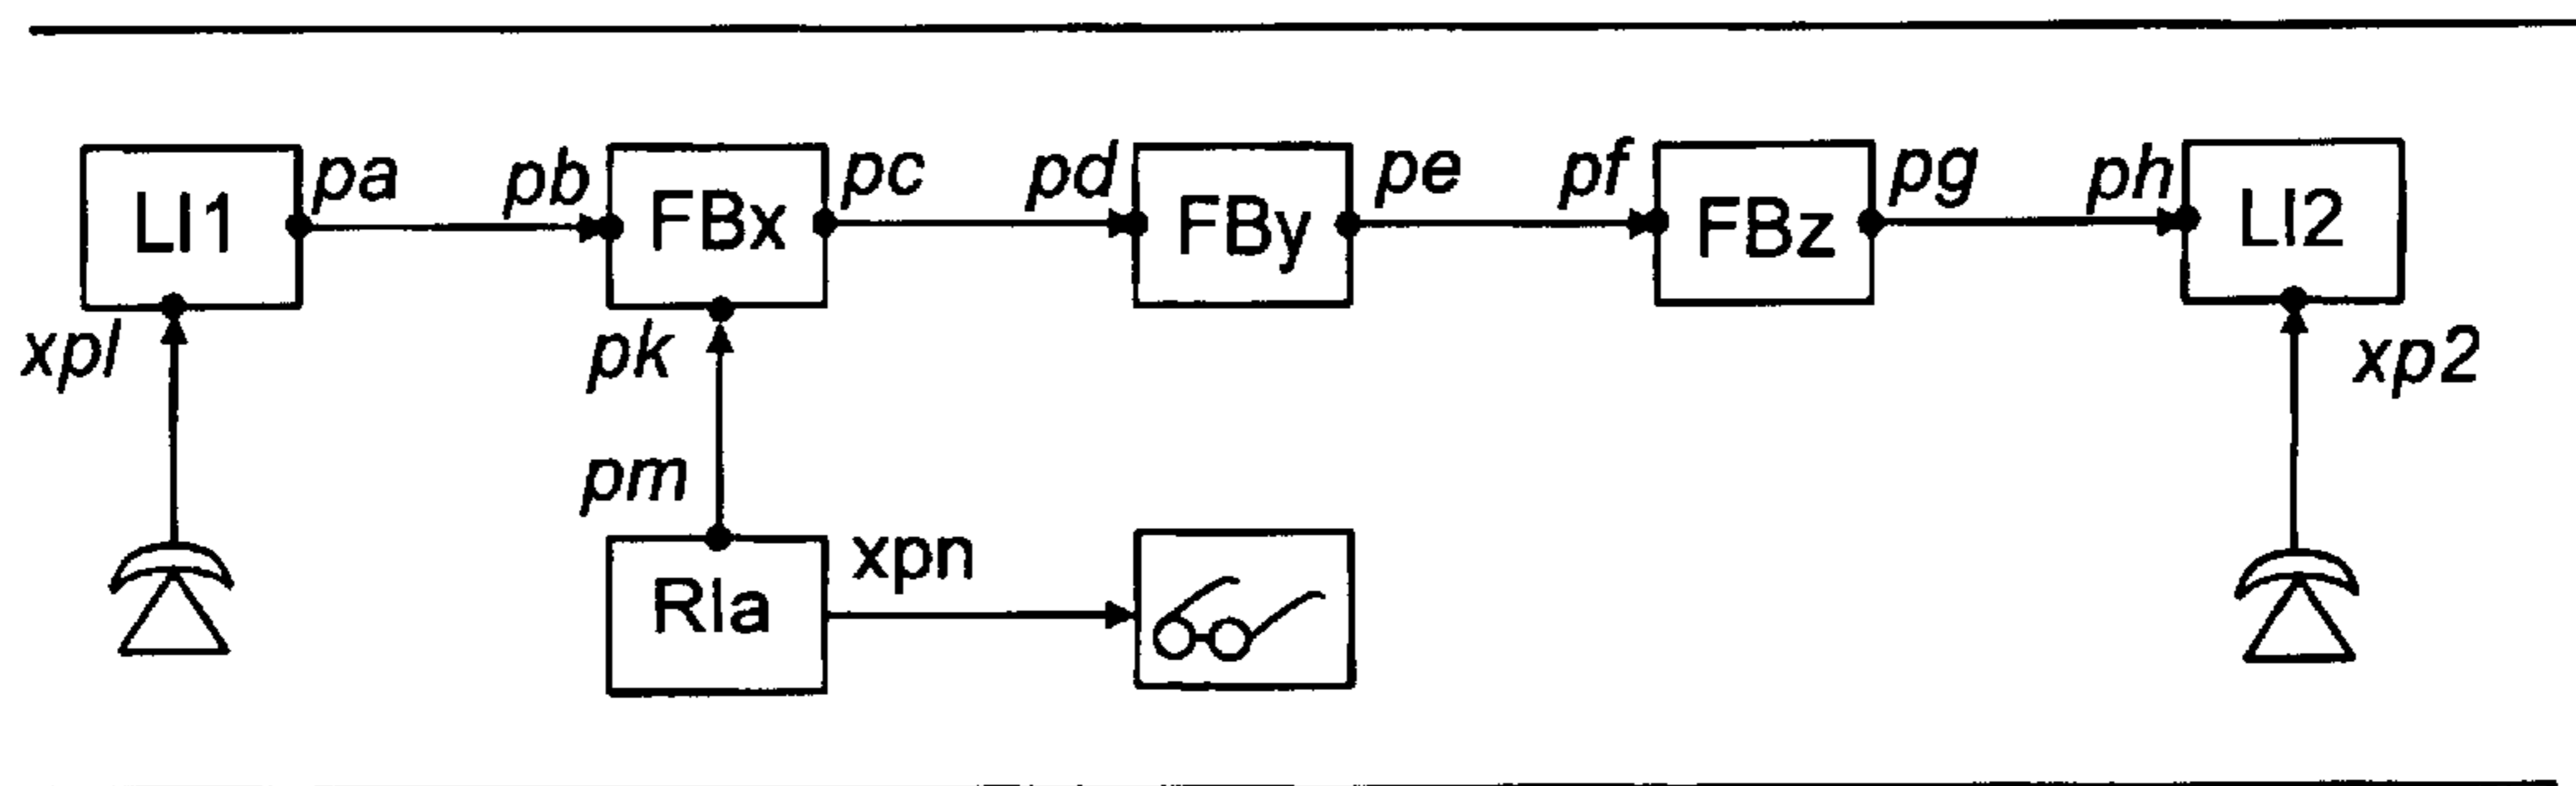 pa pb pc pd pe pf pg ph
LI1 FBx FBy FBz LI2
xpl pk xp2
pm
RIa xpn